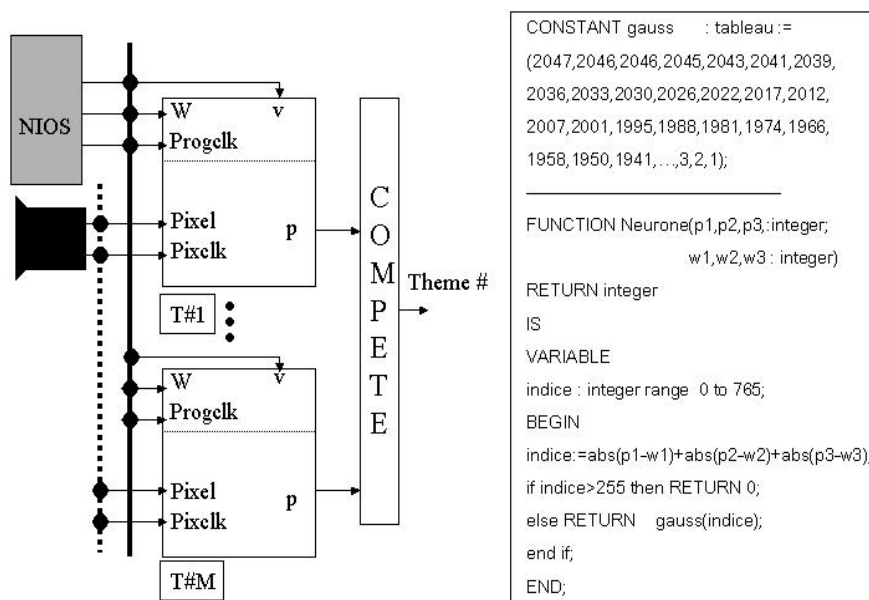 NIOS
W
v
Progclk
Pixel
p
Pixclk
T#1
W
v
Progclk
Pixel
p
Pixclk
T#M
COMPETE
Theme #
CONSTANT gauss : tableau :=
(2047,2046,2046,2045,2043,2041,2039,
2036,2033,2030,2026,2022,2017,2012,
2007,2001,1995,1988,1981,1974,1966,
1958,1950,1941,...,3,2,1);
FUNCTION Neurone(p1,p2,p3,:integer;
w1,w2,w3 : integer)
RETURN integer
IS
VARIABLE
indice : integer range 0 to 765;
BEGIN
indice:=abs(p1-w1)+abs(p2-w2)+abs(p3-w3);
if indice>255 then RETURN 0;
else RETURN gauss(indice);
end if;
END;